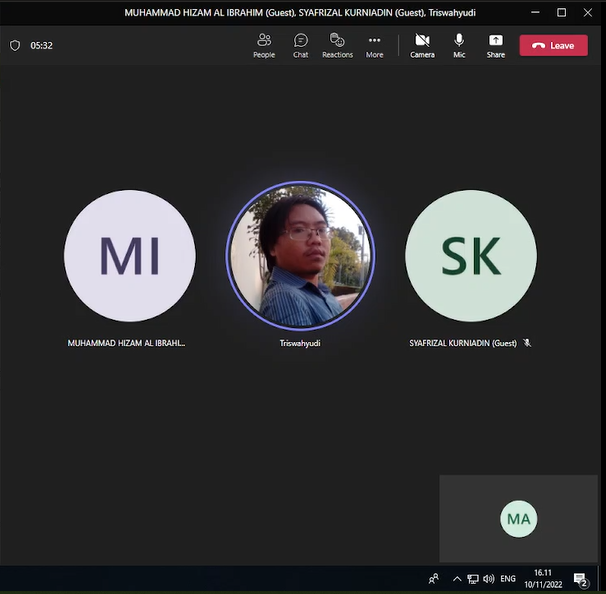 MUHAMMAD HIZAM AL IBRAHIM (Guest), SYAFRIZAL KURNIADIN (Guest), Triswahyudi
05:32
People Chat Reactions More Camera Mic Share Leave
MI
SK
MUHAMMAD HIZAM AL IBRAHI...
Triswahyudi
SYAFRIZAL KURNIADIN (Guest)
MA
ENG
16.11
10/11/2022
2